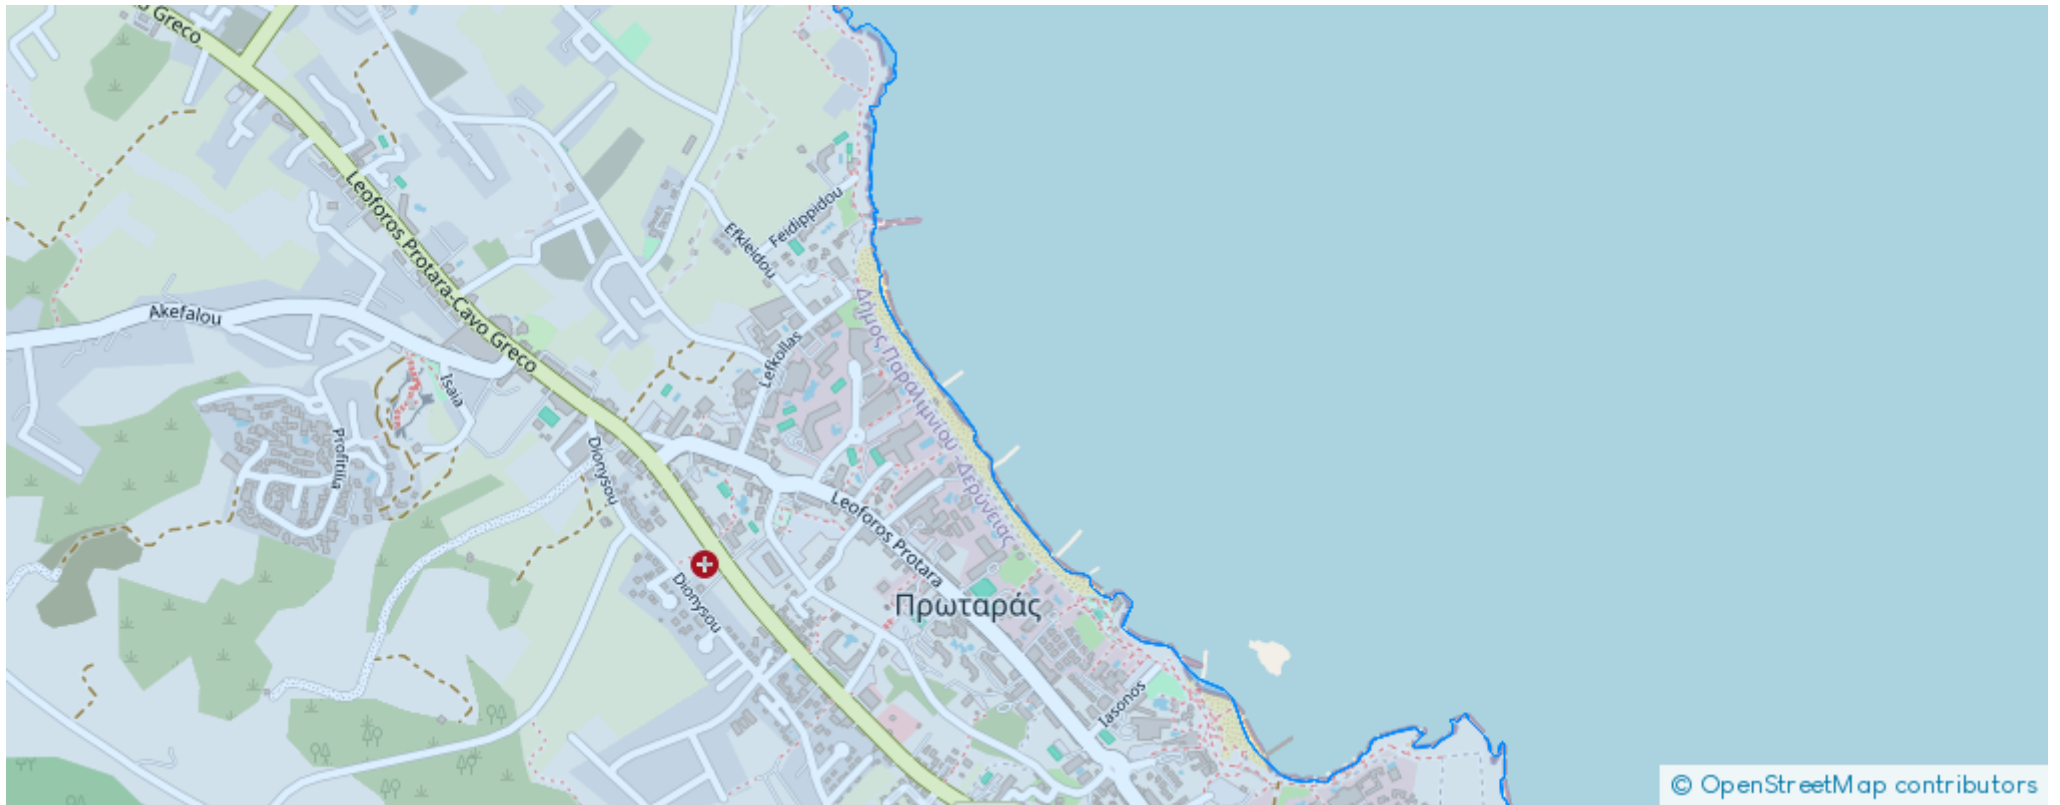 o Greco
Leoforos Protara-Cavo Greco
Feidippidou
Efkleidou
Akefalou
Δήμος Παραλιμνίου -Δερύνειας
Lefkollas
Isaia
Profitilia
Dionysou
Leoforos Protara
Dionysou
Πρωταράς
Iasonos
© OpenStreetMap contributors